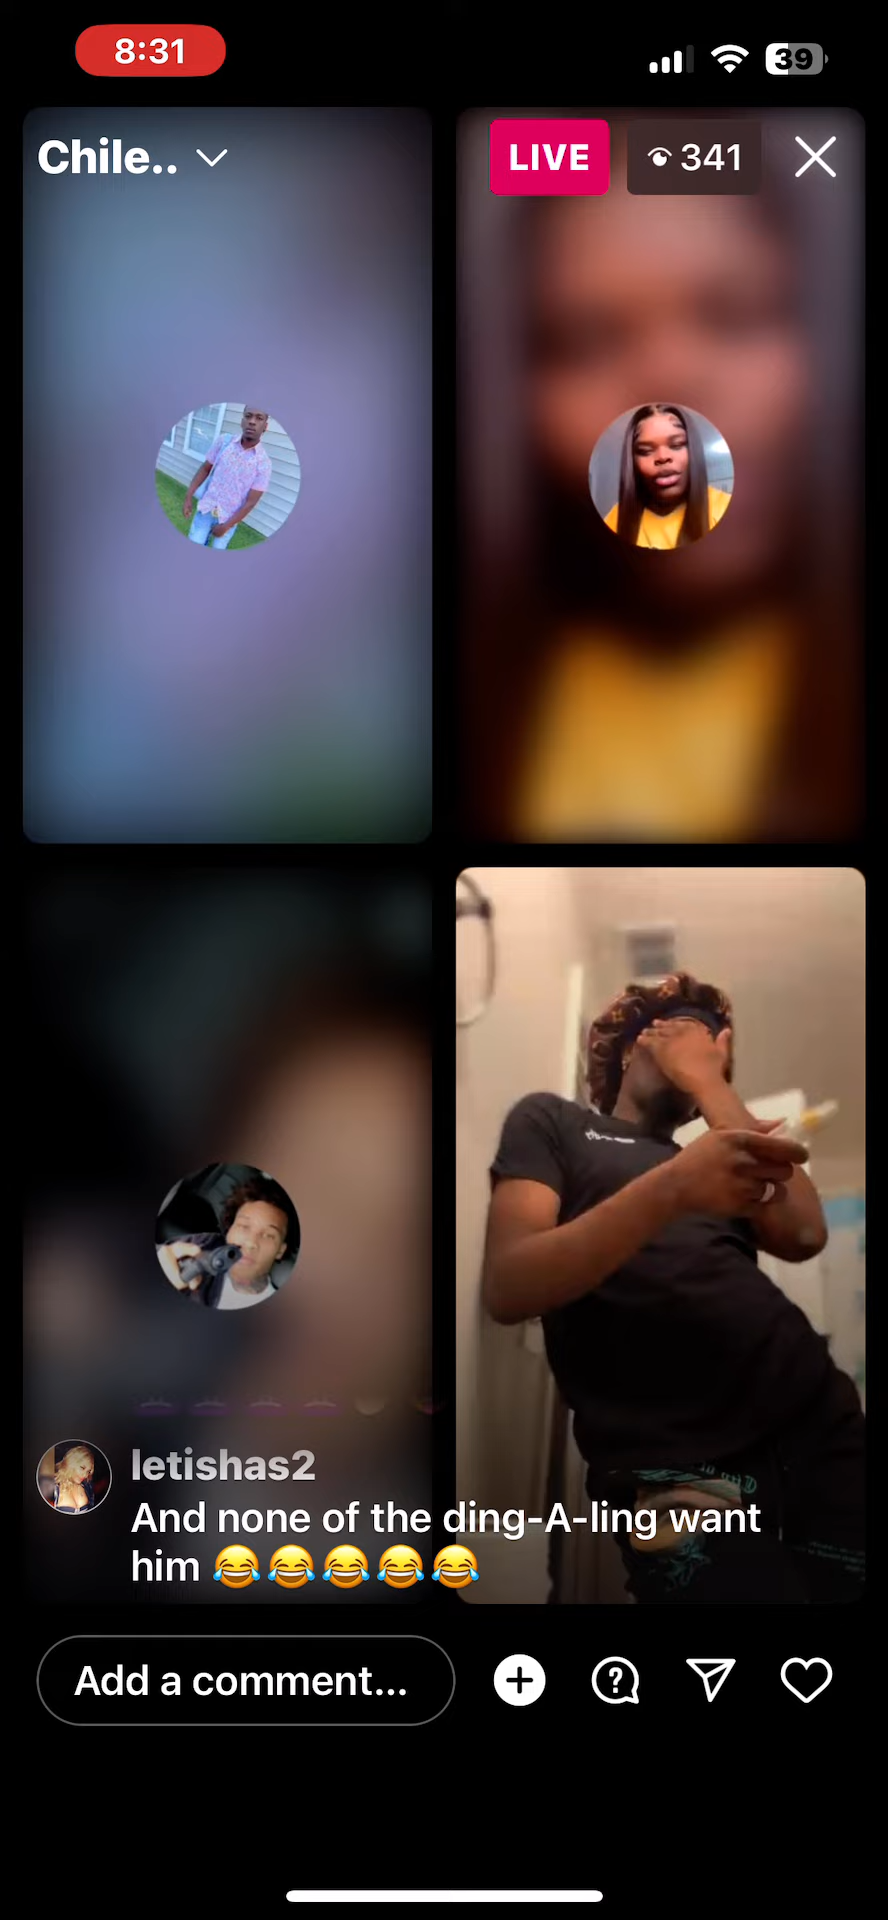 8:31
39
Chile..
LIVE
341
letishas2
And none of the ding-A-ling want
him 😂😂😂😂😂
Add a comment...